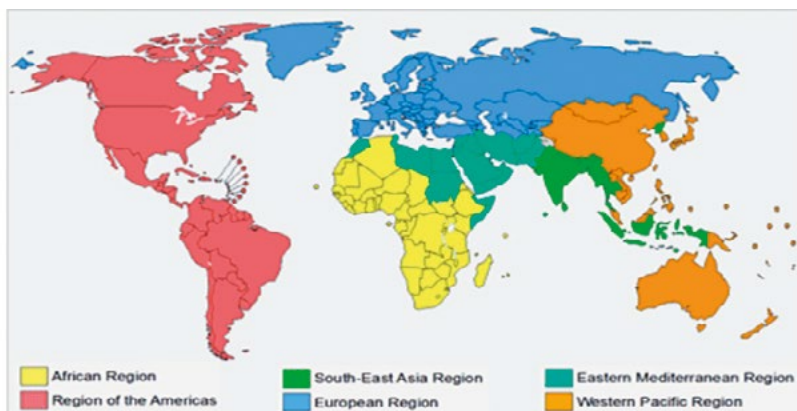 African Region
South-East Asia Region
Eastern Mediterranean Region
Region of the Americas
European Region
Western Pacific Region